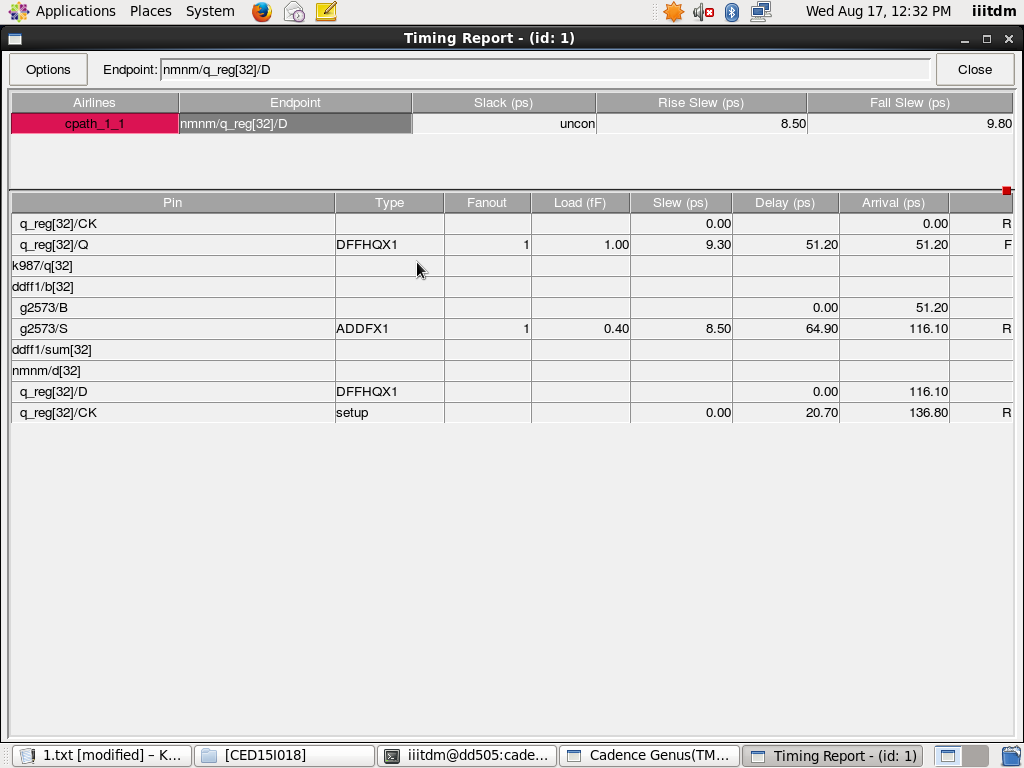 Applications Places System Wed Aug 17, 12:32 PM iiitdm
Timing Report - (id: 1)
Options Endpoint: nmnm/q_reg[32]/D Close
Airlines Endpoint Slack (ps) Rise Slew (ps) Fall Slew (ps)
cpath_1_1 nmnm/q_reg[32]/D uncon 8.50 9.80
Pin Type Fanout Load (fF) Slew (ps) Delay (ps) Arrival (ps)
q_reg[32]/CK 0.00 0.00 R
q_reg[32]/Q DFFHQX1 1 1.00 9.30 51.20 51.20 F
k987/q[32]
ddff1/b[32]
g2573/B 0.00 51.20
g2573/S ADDFX1 1 0.40 8.50 64.90 116.10 R
ddff1/sum[32]
nmnm/d[32]
q_reg[32]/D DFFHQX1 0.00 116.10
q_reg[32]/CK setup 0.00 20.70 136.80 R
1.txt [modified] – K... [CED15I018] iiitdm@dd505:cade... Cadence Genus(TM... Timing Report - (id: 1)